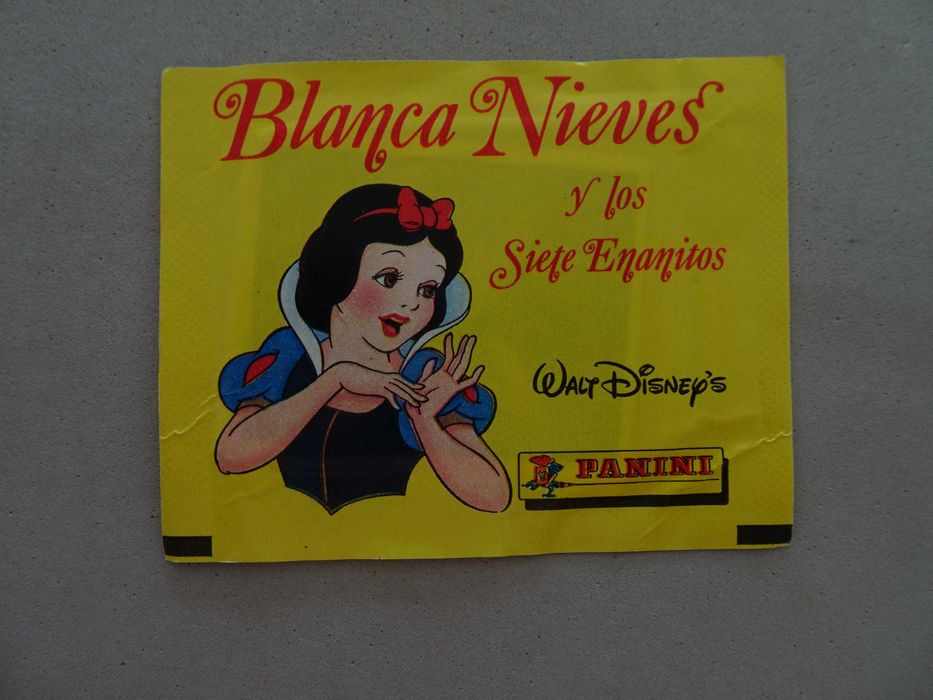 Blanca Nieves
y los
Siete Enanitos
WALT DISNEY'S
PANINI